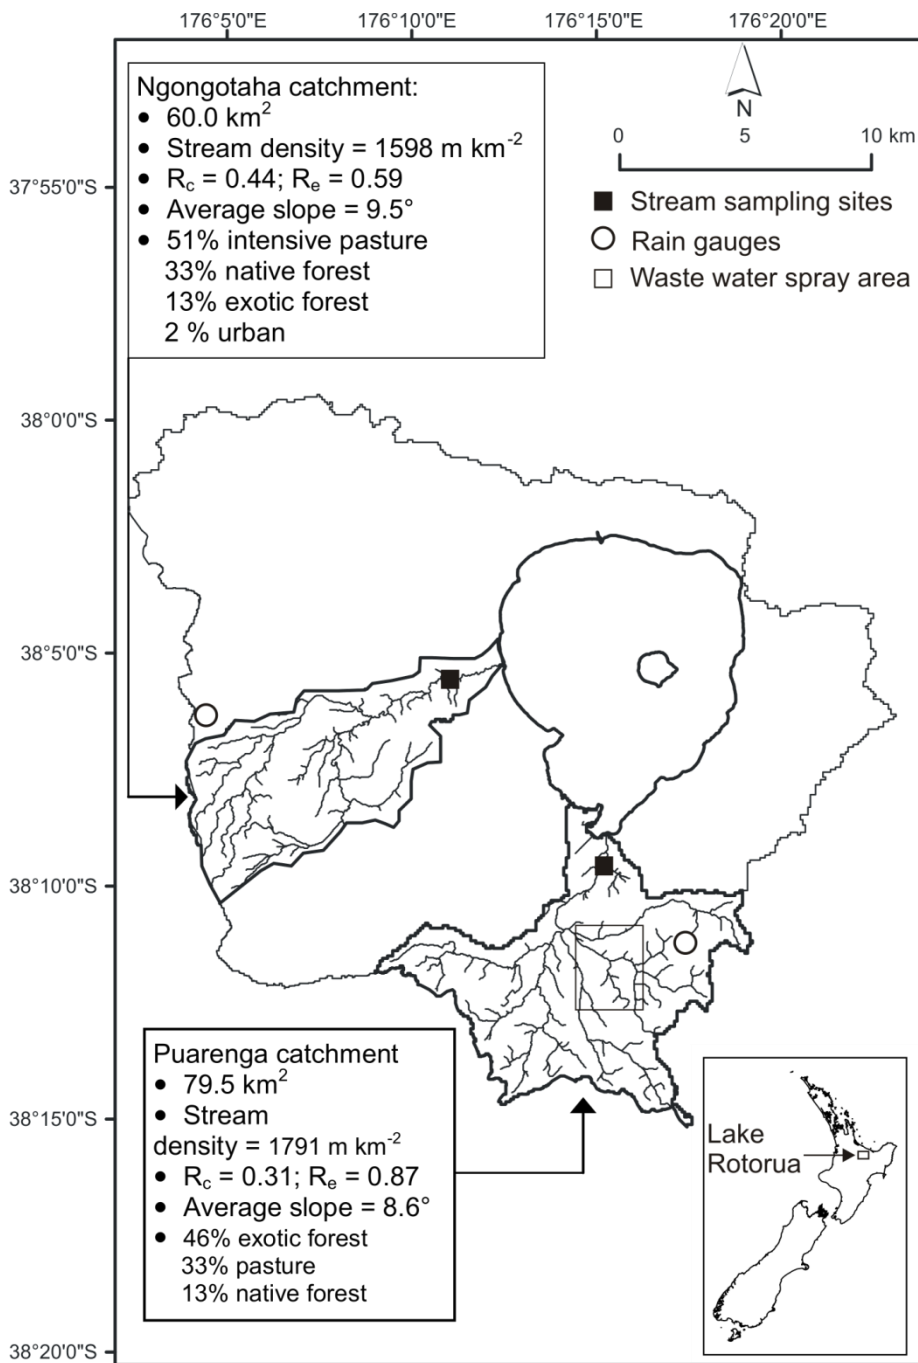 176°5'0"E
176°10'0"E
176°15'0"E
176°20'0"E
Ngongotaha catchment:
• 60.0 km²
• Stream density = 1598 m km⁻²
• Rc = 0.44; Re = 0.59
• Average slope = 9.5°
• 51% intensive pasture
33% native forest
13% exotic forest
2 % urban
N
0 5 10 km
Stream sampling sites
Rain gauges
Waste water spray area
37°55'0"S
38°0'0"S
38°5'0"S
38°10'0"S
38°15'0"S
38°20'0"S
Puarenga catchment
• 79.5 km²
• Stream
density = 1791 m km⁻²
• Rc = 0.31; Re = 0.87
• Average slope = 8.6°
• 46% exotic forest
33% pasture
13% native forest
Lake
Rotorua